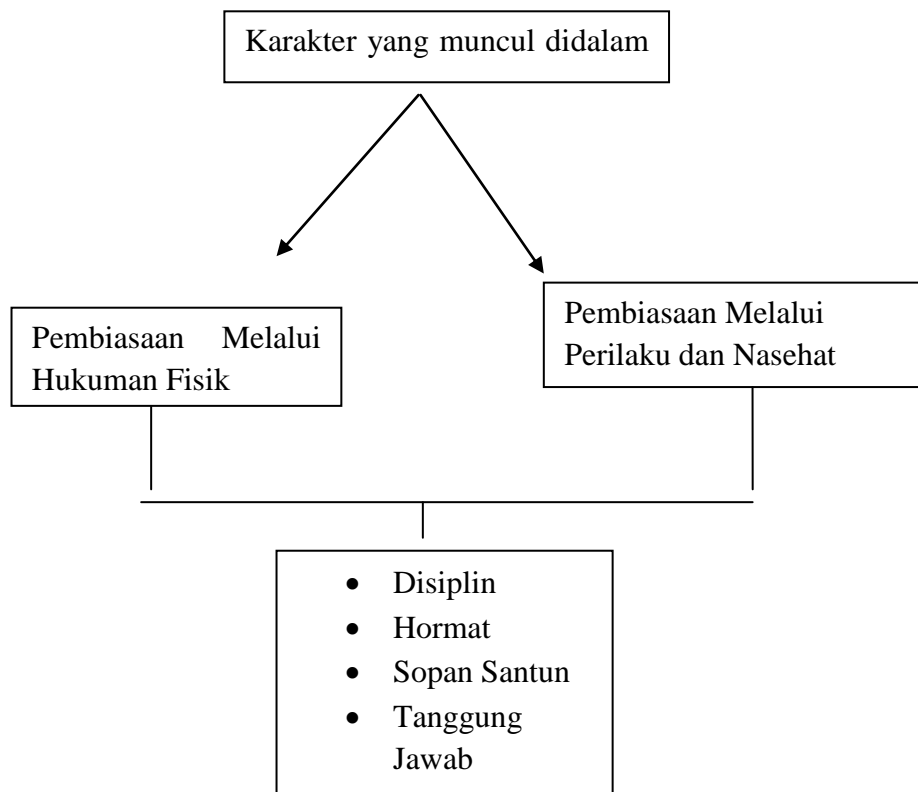 Karakter yang muncul didalam
Pembiasaan Melalui
Hukuman Fisik
Pembiasaan Melalui
Perilaku dan Nasehat
• Disiplin
• Hormat
• Sopan Santun
• Tanggung
Jawab